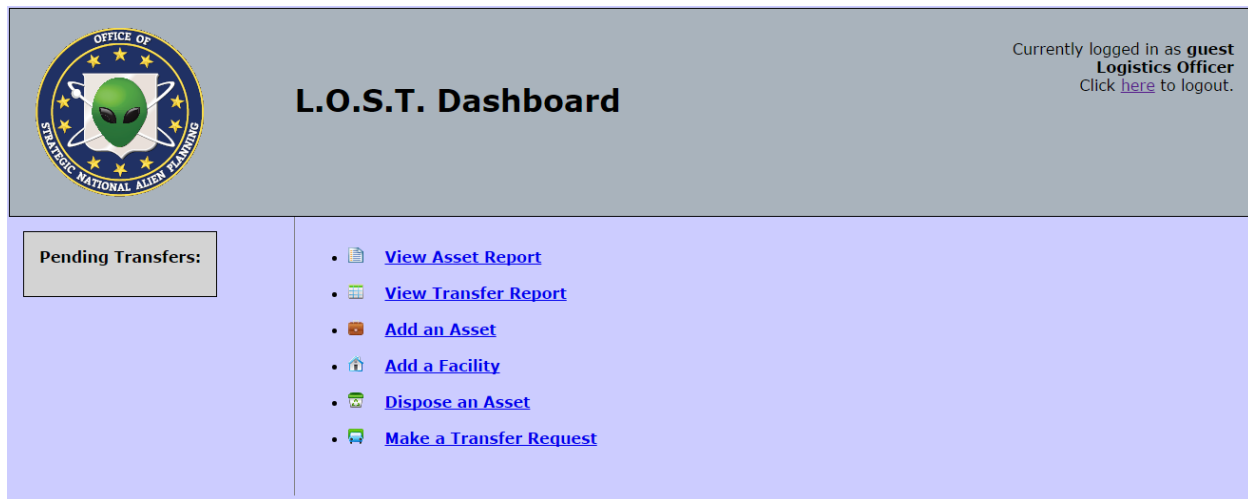 OFFICE OF
STRATEGIC NATIONAL ALIEN PLANNING
L.O.S.T. Dashboard
Currently logged in as guest
Logistics Officer
Click here to logout.
Pending Transfers:
View Asset Report
View Transfer Report
Add an Asset
Add a Facility
Dispose an Asset
Make a Transfer Request